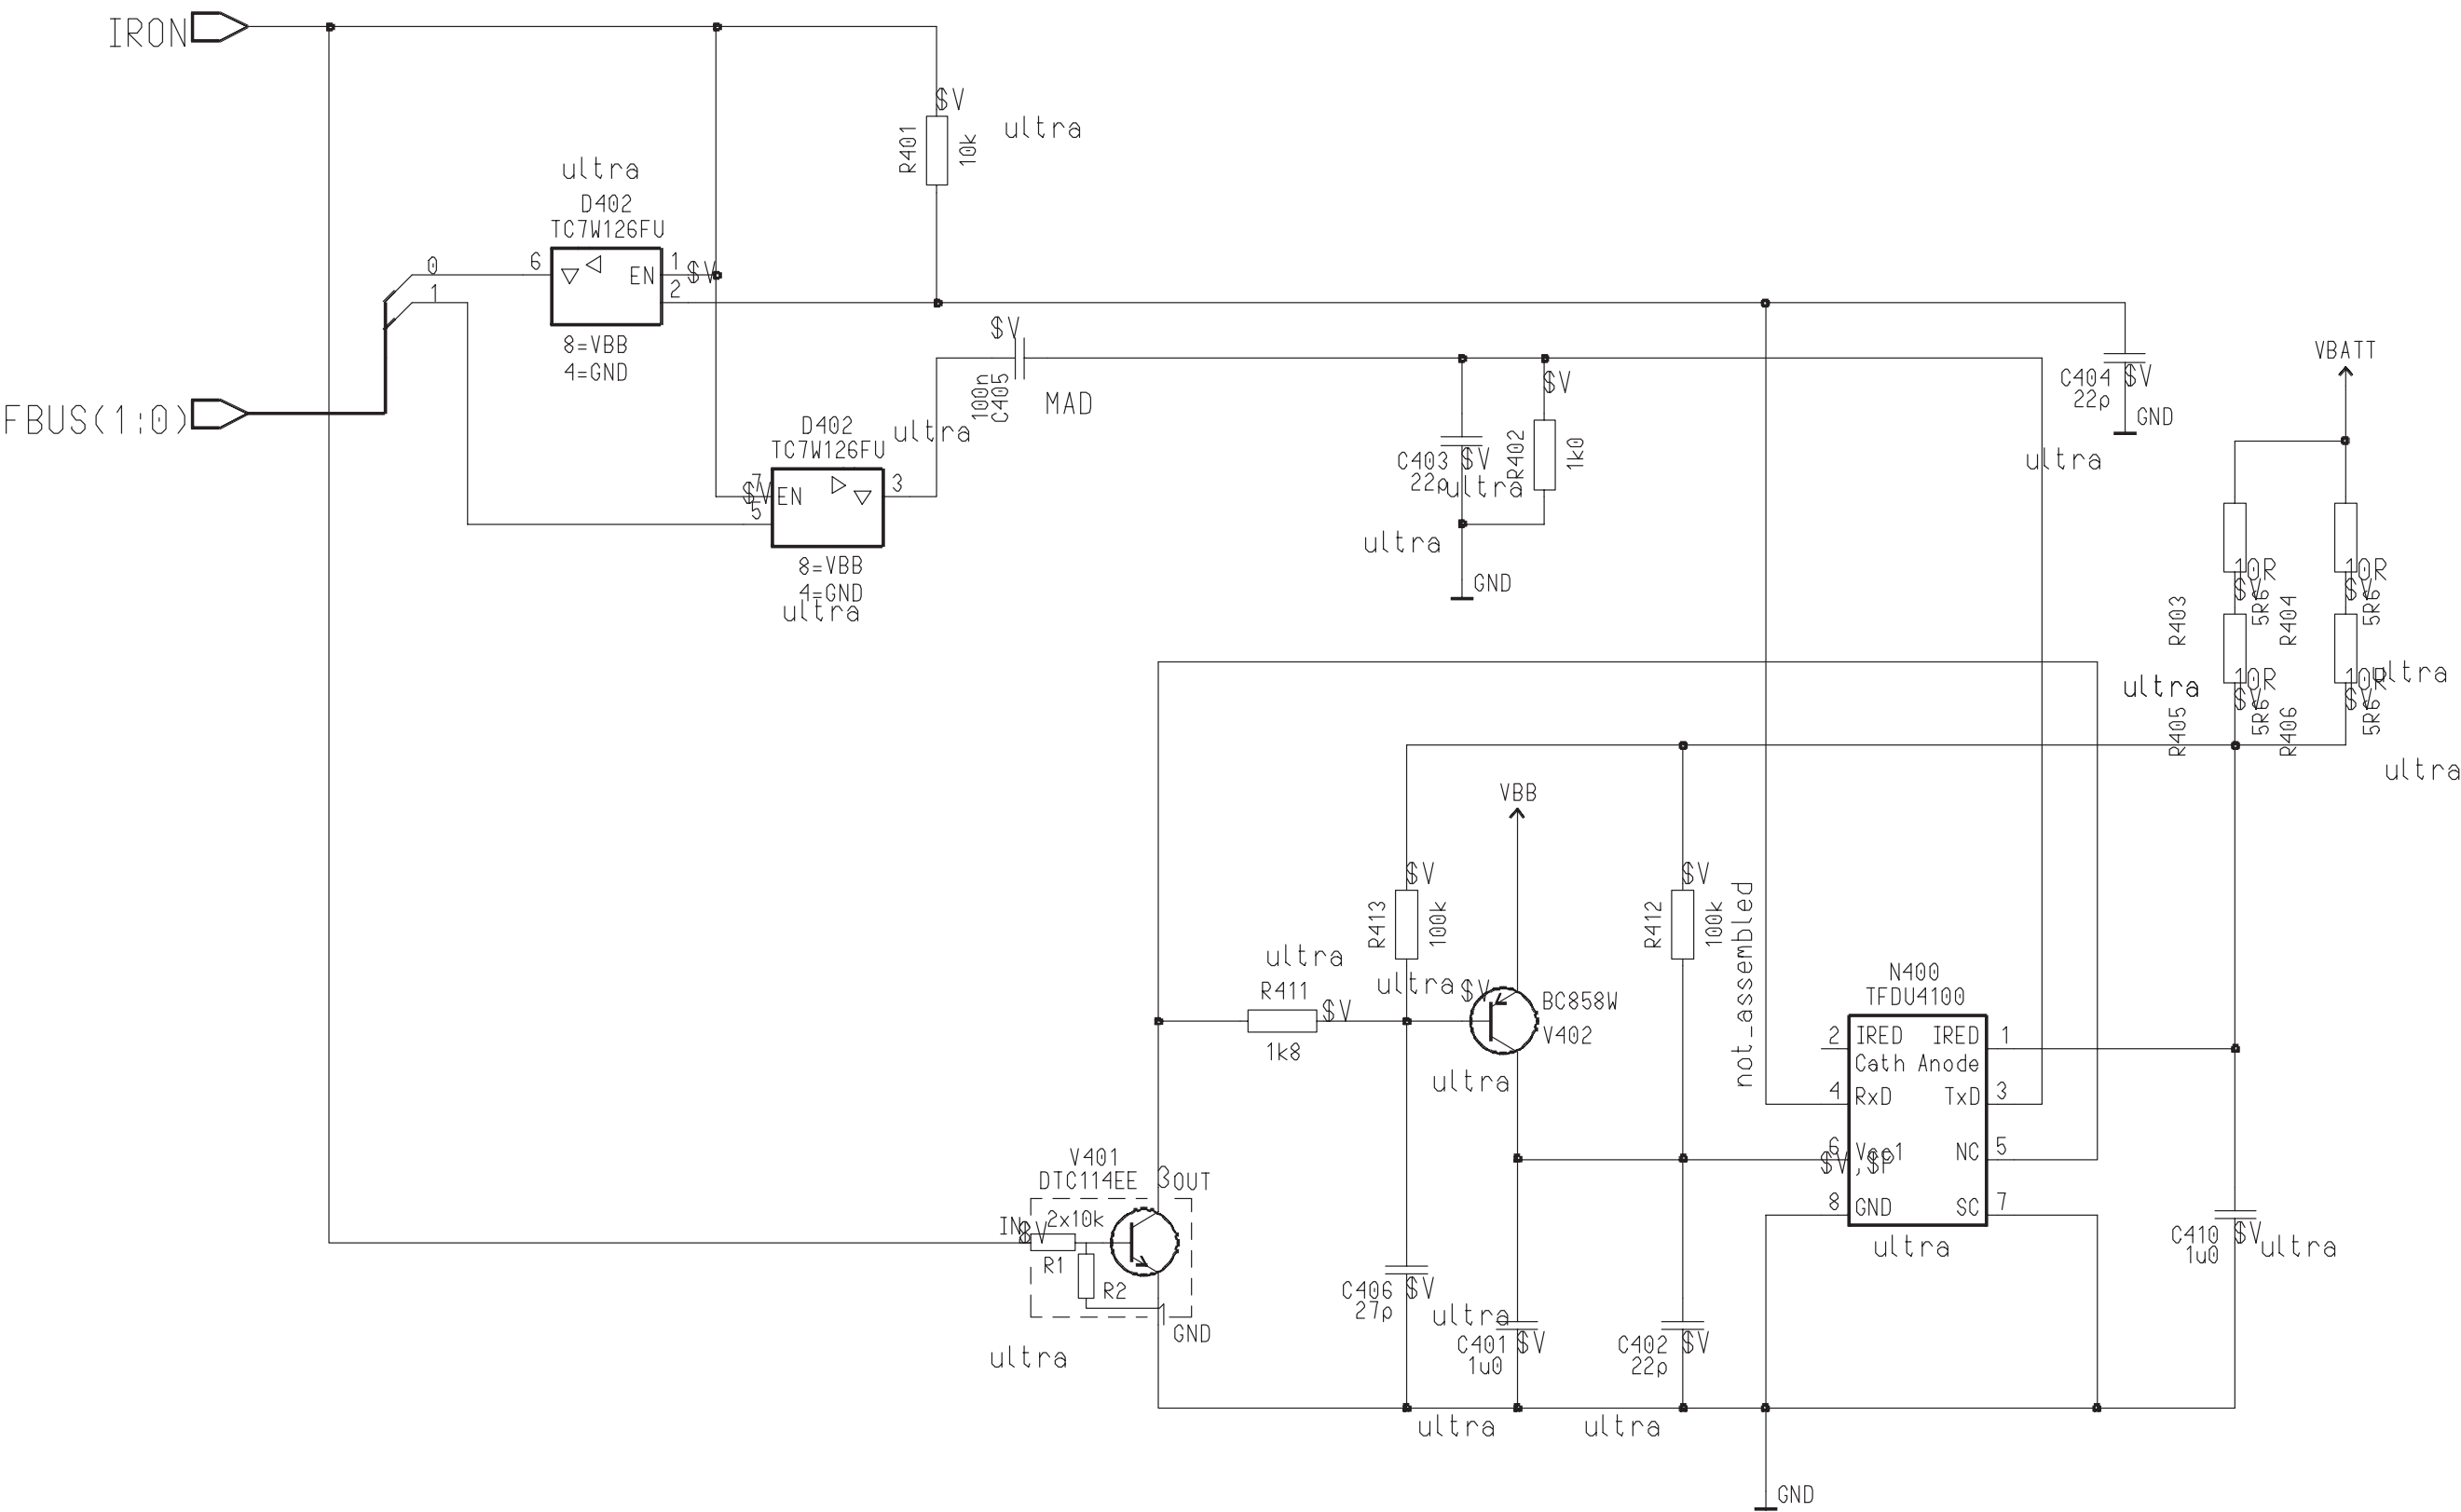 IRON
$V
ultra
R401
10k
ultra
D402
TC7W126FU
0
6
EN
1
$V
1
2
8=VBB
4=GND
$V
100n
C405
MAD
$V
VBATT
C404
$V
22p
GND
FBUS(1:0)
D402
ultra
TC7W126FU
$V
7
EN
3
5
8=VBB
4=GND
ultra
C403
$V
22p
ultra
R402
1k0
ultra
GND
ultra
10R
$V
5R6
R403
10R
$V
5R6
R404
10R
$V
5R6
R405
10R
$V
5R6
R406
ultra
ultra
ultra
VBB
$V
R413
100k
$V
R412
100k
not_assembled
ultra
ultra
R411
$V
1k8
$V
BC858W
V402
ultra
N400
TFDU4100
2
IRED
IRED
1
Cath
Anode
4
RxD
TxD
3
6
Vcc1
NC
5
$V,$P
8
GND
SC
7
ultra
V401
DTC114EE
3
OUT
IN
$V
2x10k
R1
R2
GND
ultra
C406
$V
27p
ultra
C401
$V
1u0
C402
$V
22p
C410
$V
1u0
ultra
ultra
ultra
GND